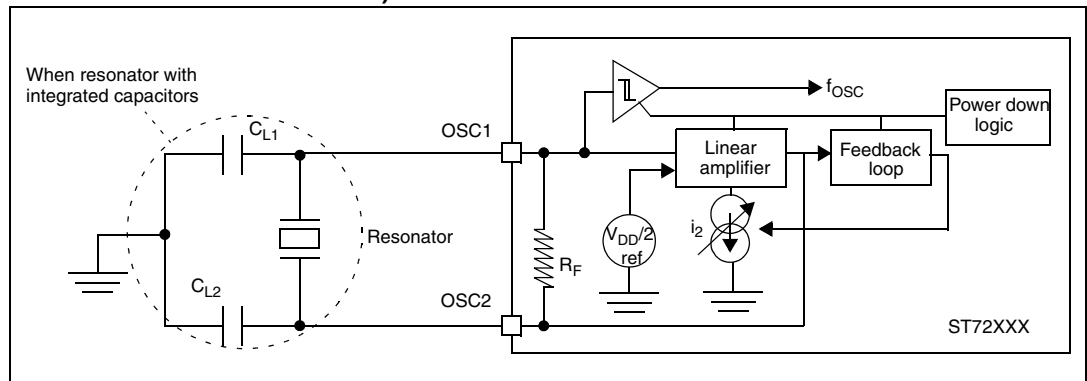 When resonator with
integrated capacitors
CL1
OSC1
fOSC
Power down
logic
Linear
amplifier
Feedback
loop
Resonator
RF
VDD/2
ref
i2
CL2
OSC2
ST72XXX